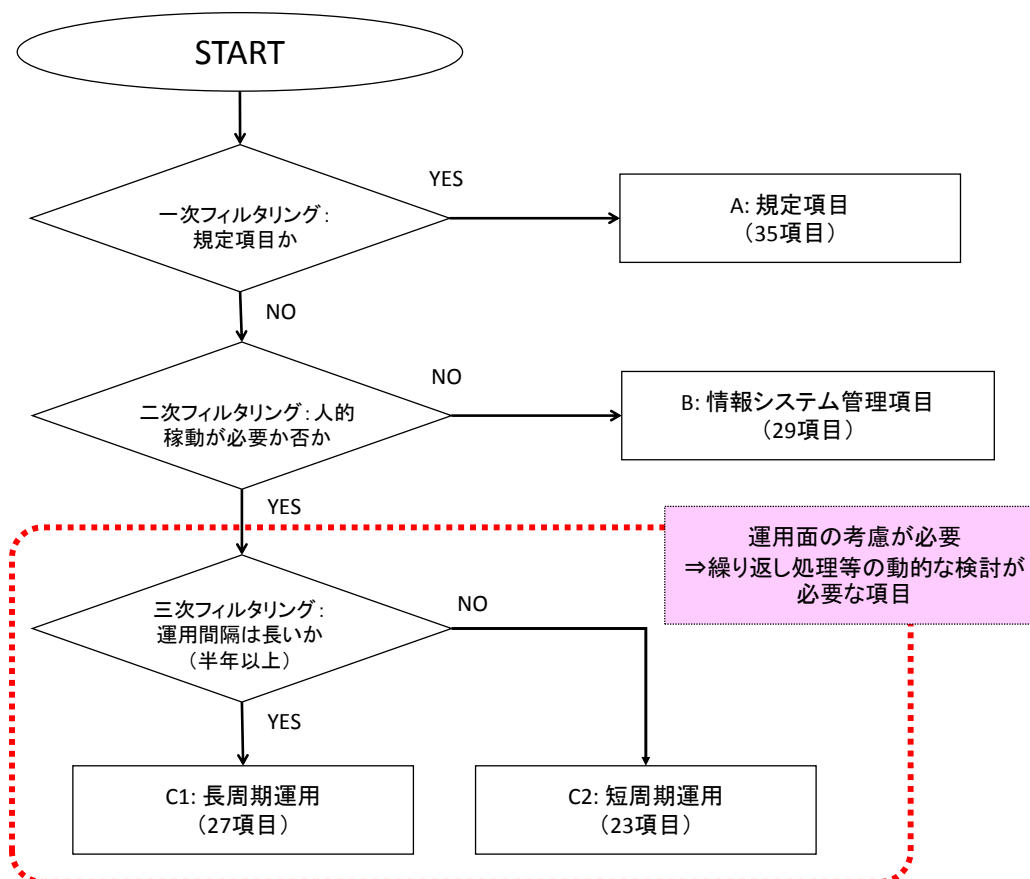 START
一次フィルタリング：
規定項目か
YES
A: 規定項目
（35項目）
NO
二次フィルタリング：人的
稼動が必要か否か
NO
B: 情報システム管理項目
（29項目）
YES
運用面の考慮が必要
⇒繰り返し処理等の動的な検討が
必要な項目
三次フィルタリング：
運用間隔は長いか
（半年以上）
NO
YES
C1: 長周期運用
（27項目）
C2: 短周期運用
（23項目）